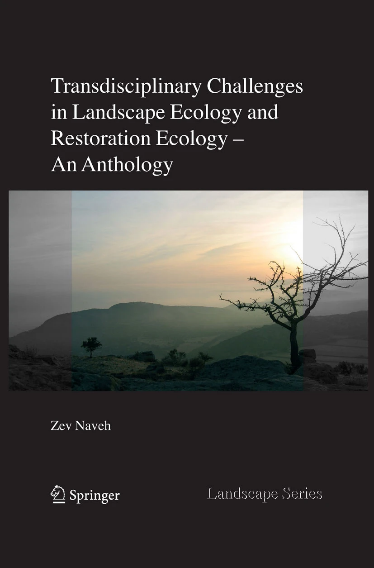 Transdisciplinary Challenges
in Landscape Ecology and
Restoration Ecology –
An Anthology
Zev Naveh
Springer
Landscape Series